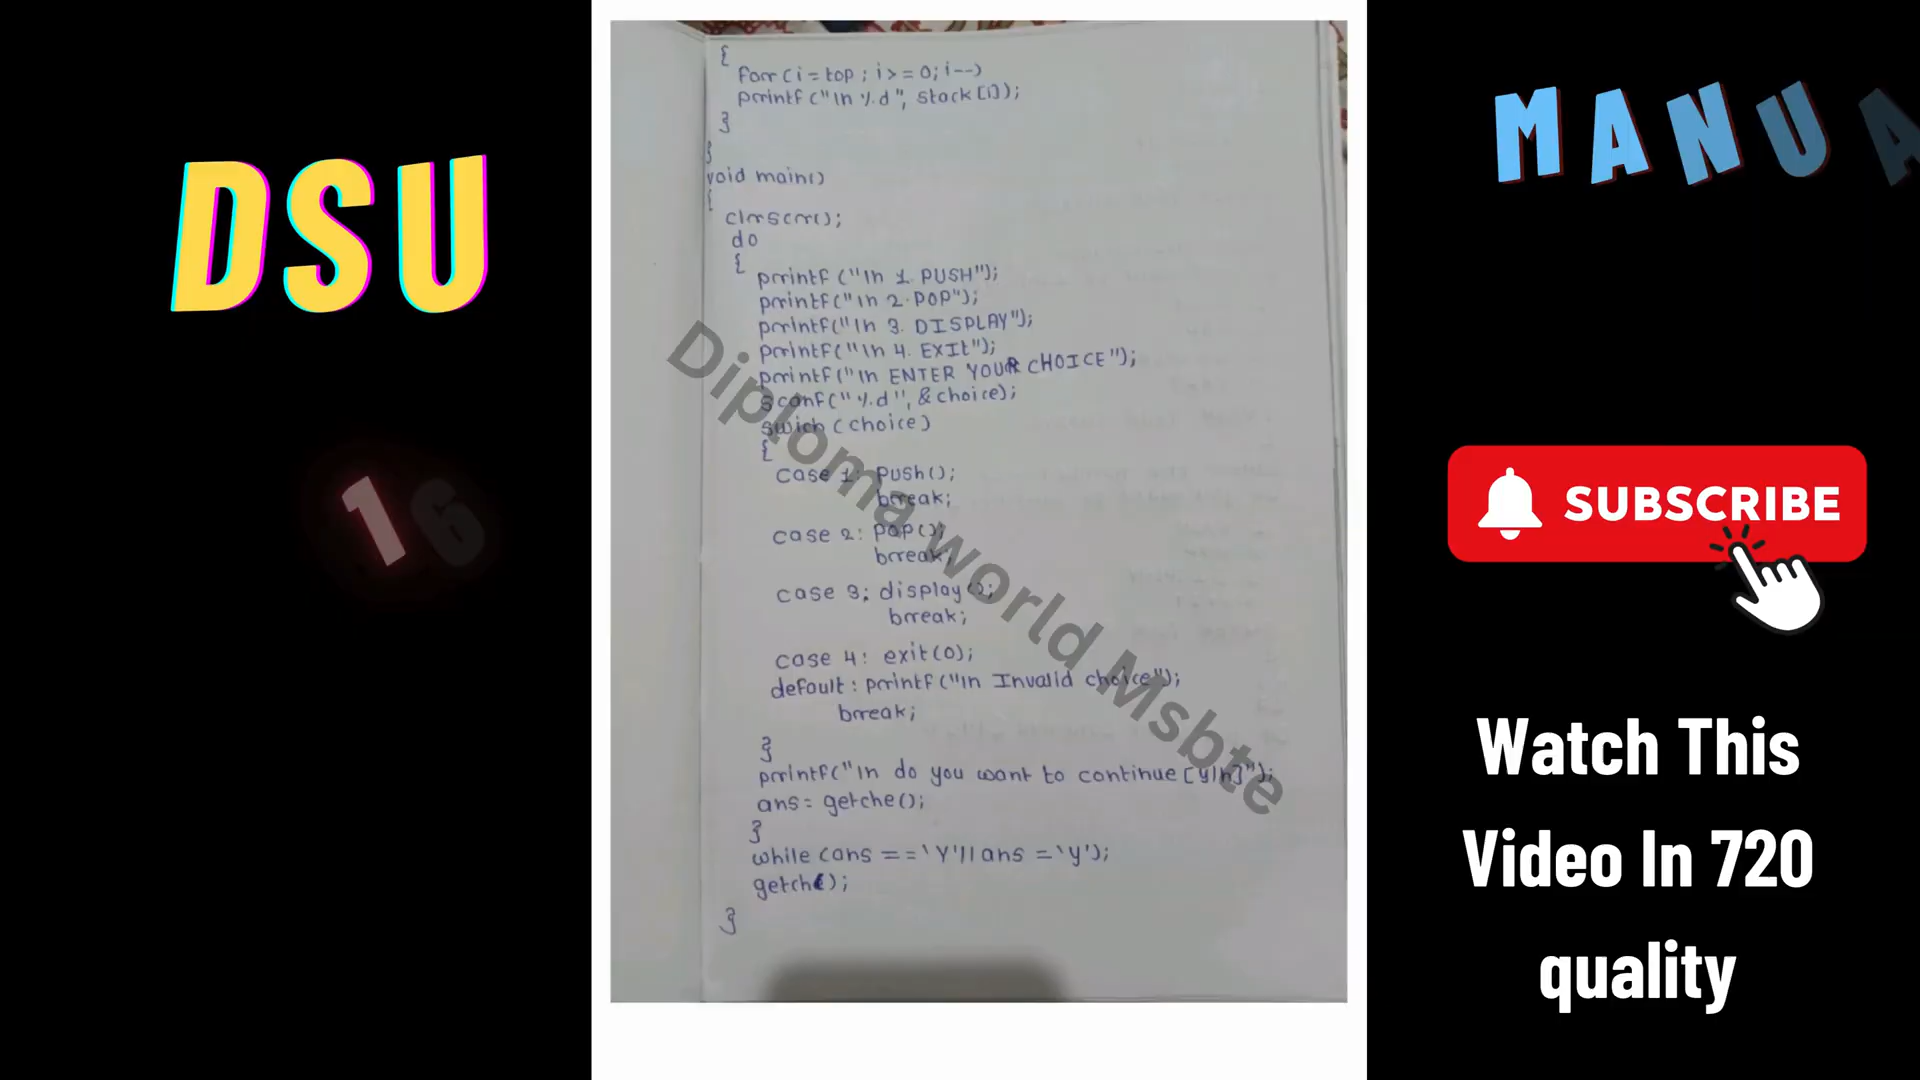 DSU
16
{
for(i=top; i>=0; i--)
printf("\n %d", stack[i]);
}
}
void main()
{
clrscr();
do
{
printf("\n 1. PUSH");
printf("\n 2. POP");
printf("\n 3. DISPLAY");
printf("\n 4. EXIt");
printf("\n ENTER YOUR CHOICE");
scanf("%d", &choice);
swich(choice)
{
case 1: push();
break;
case 2: pop();
break;
case 3: display();
break;
case 4: exit(0);
default: printf("\n Invalid choice");
break;
}
printf("\n do you want to continue [y/n]");
ans = getche();
}
while (ans == 'Y' || ans = 'y');
getch();
}
Diploma world Msbte
MANUA
SUBSCRIBE
Watch This
Video In 720
quality